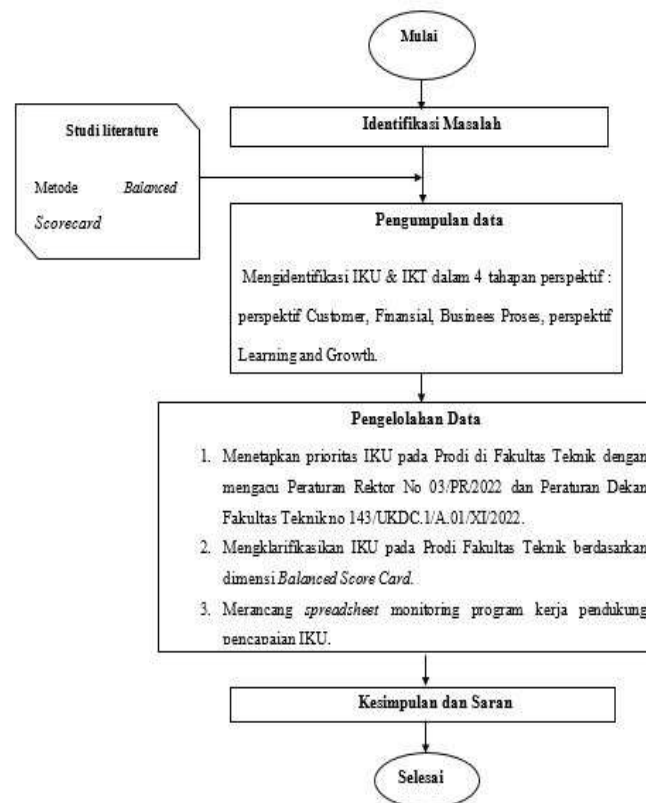 Mulai
Identifikasi Masalah
Studi literature
Metode Balanced
Scorecard
Pengumpulan data
Mengidentifikasi IKU & IKT dalam 4 tahapan perspektif :
perspektif Customer, Finansial, Businees Proses, perspektif
Learning and Growth.
Pengelolahan Data
1. Menetapkan prioritas IKU pada Prodi di Fakultas Teknik dengan
mengacu Peraturan Rektor No 03/PR/2022 dan Peraturan Dekan
Fakultas Teknik no 143/UKDC.1/A.01/XI/2022.
2. Mengklarifikasikan IKU pada Prodi Fakultas Teknik berdasarkan
dimensi Balanced Score Card.
3. Merancang spreadsheet monitoring program kerja pendukung
pencapaian IKU.
Kesimpulan dan Saran
Selesai